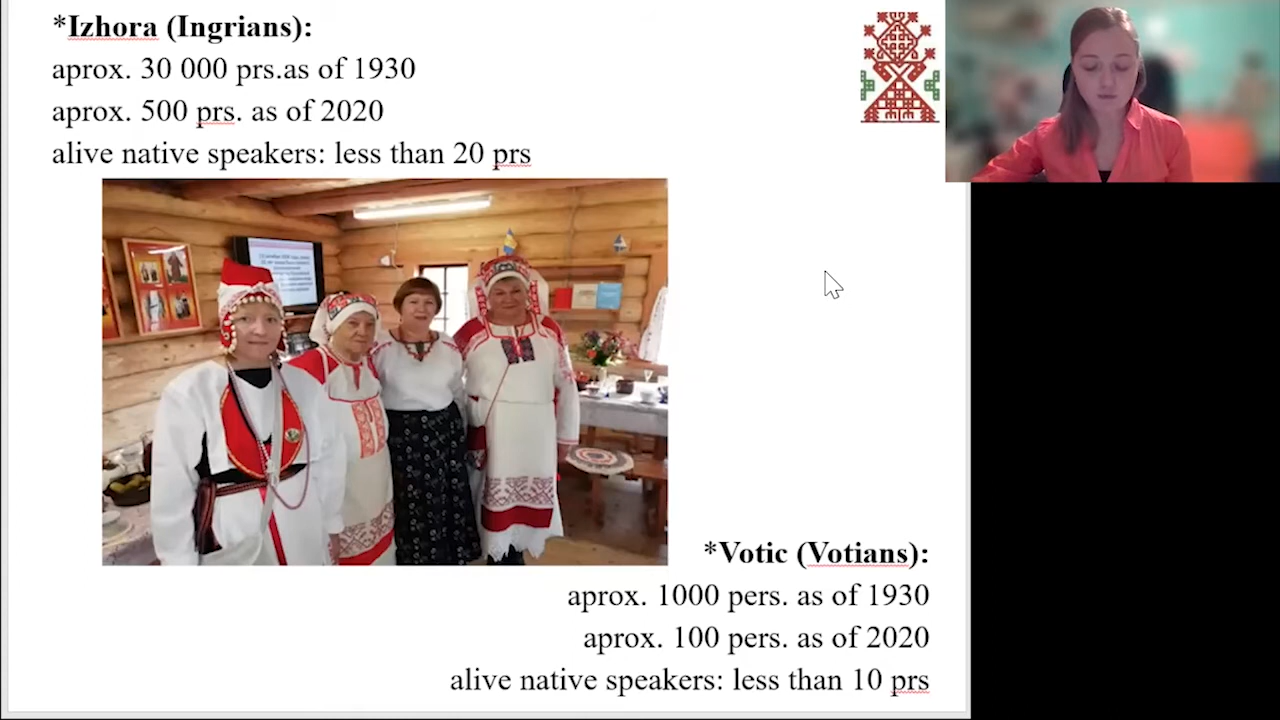 *Izhora (Ingrians):
aprox. 30 000 prs.as of 1930
aprox. 500 prs. as of 2020
alive native speakers: less than 20 prs
*Votic (Votians):
aprox. 1000 pers. as of 1930
aprox. 100 pers. as of 2020
alive native speakers: less than 10 prs